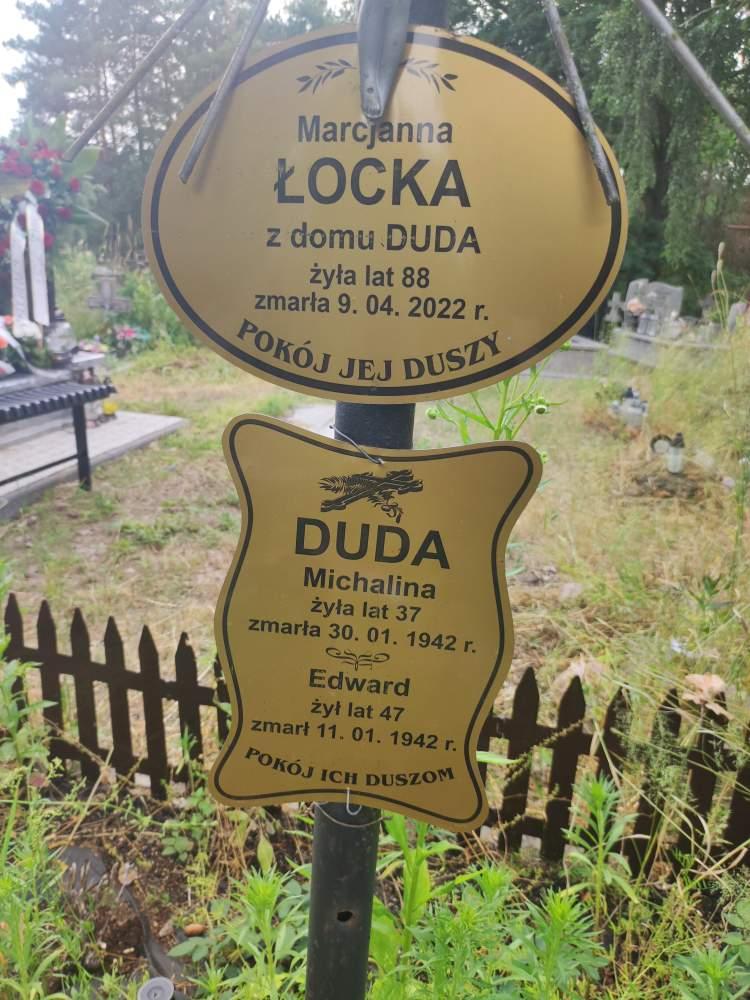 Marcjanna
ŁOCKA
z domu DUDA
żyła lat 88
zmarła 9. 04. 2022 r.
POKÓJ JEJ DUSZY
DUDA
Michalina
żyła lat 37
zmarła 30. 01. 1942 r.
Edward
żył lat 47
zmarł 11. 01. 1942 r.
POKÓJ ICH DUSZOM